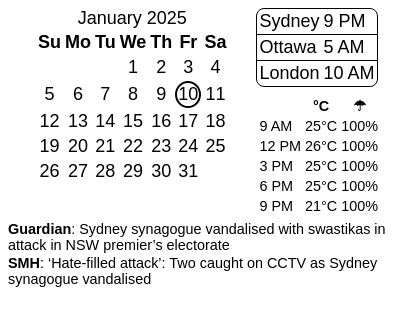 January 2025
Su Mo Tu We Th Fr Sa
1 2 3 4
5 6 7 8 9 10 11
12 13 14 15 16 17 18
19 20 21 22 23 24 25
26 27 28 29 30 31
Sydney 9 PM
Ottawa 5 AM
London 10 AM
°C ☂
9 AM 25°C 100%
12 PM 26°C 100%
3 PM 25°C 100%
6 PM 25°C 100%
9 PM 21°C 100%
Guardian: Sydney synagogue vandalised with swastikas in
attack in NSW premier’s electorate
SMH: ‘Hate-filled attack’: Two caught on CCTV as Sydney
synagogue vandalised